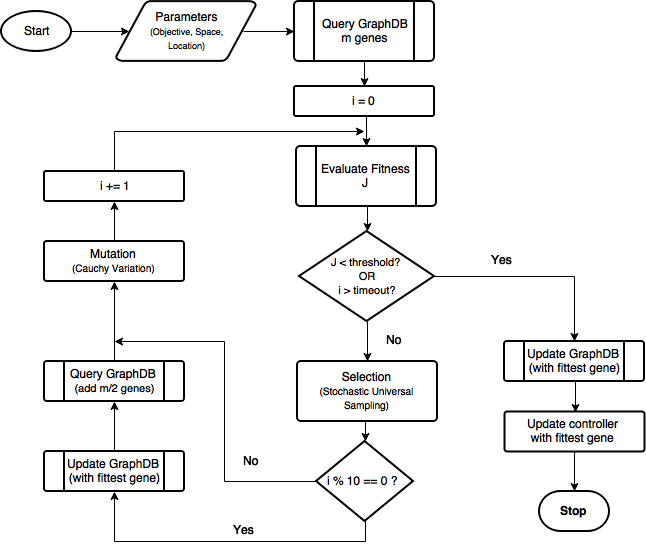 Start
Parameters
(Objective, Space,
Location)
Query GraphDB
m genes
i = 0
Evaluate Fitness
J
i += 1
Mutation
(Cauchy Variation)
J < threshold?
OR
i > timeout?
Yes
No
Query GraphDB
(add m/2 genes)
Selection
(Stochastic Universal
Sampling)
Update GraphDB
(with fittest gene)
Update controller
with fittest gene
Update GraphDB
(with fittest gene)
No
i % 10 == 0 ?
Yes
Stop